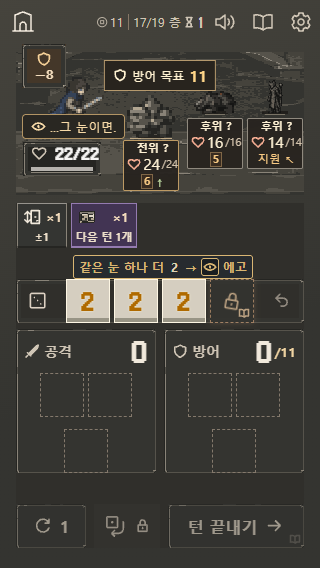 11 | 17/19 층 1
-8
방어 목표 11
...그 눈이면.
22/22
전위 ?
24/24
6 ↑
후위 ?
16/16
5
후위 ?
14/14
지원 ↖
×1
±1
×1
다음 턴 1개
같은 눈 하나 더 2 → 예고
2 2 2
공격 0
방어 0/11
1
턴 끝내기 →